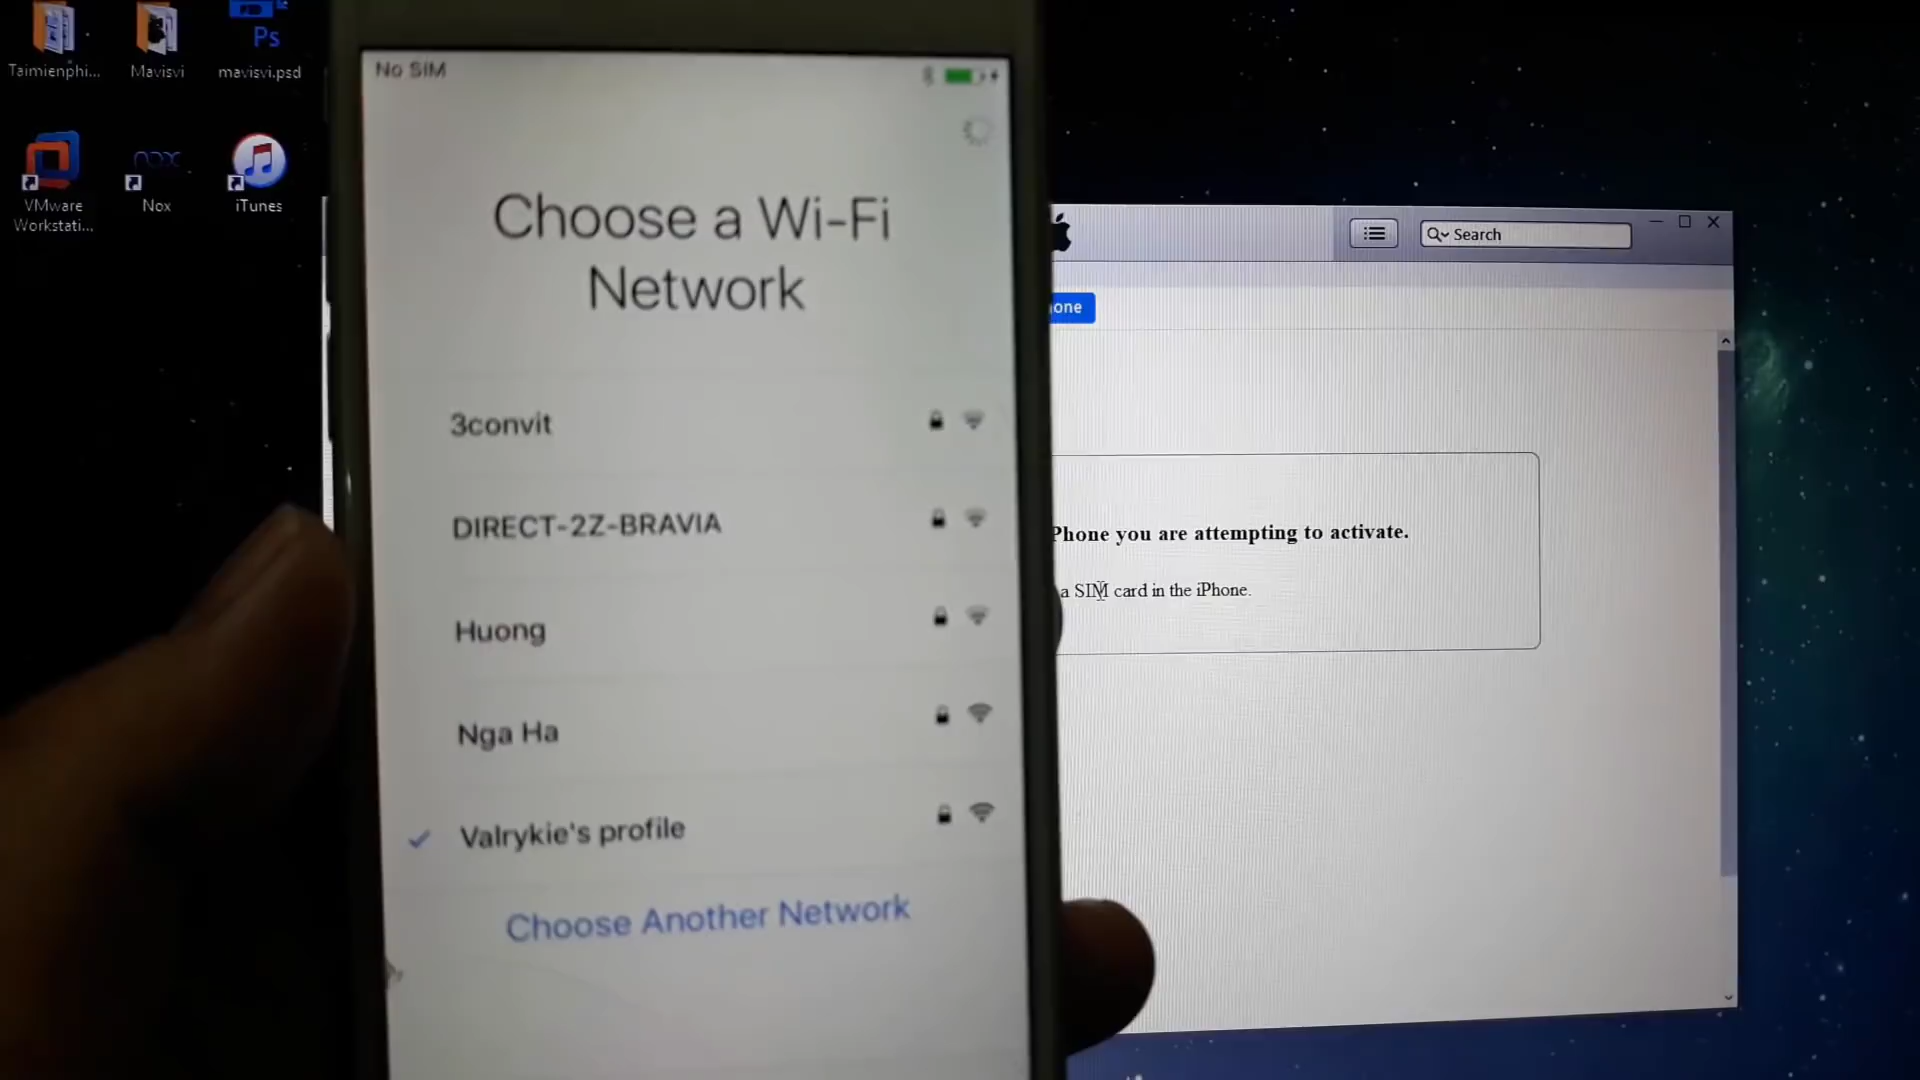 Taimienphi...
Mavisvi
Ps
mavisvi.psd
VMware
Workstati...
nox
Nox
iTunes
No SIM
Choose a Wi-Fi
Network
3convit
DIRECT-2Z-BRAVIA
Huong
Nga Ha
Valrykie's profile
Choose Another Network
Search
one
Phone you are attempting to activate.
a SIM card in the iPhone.